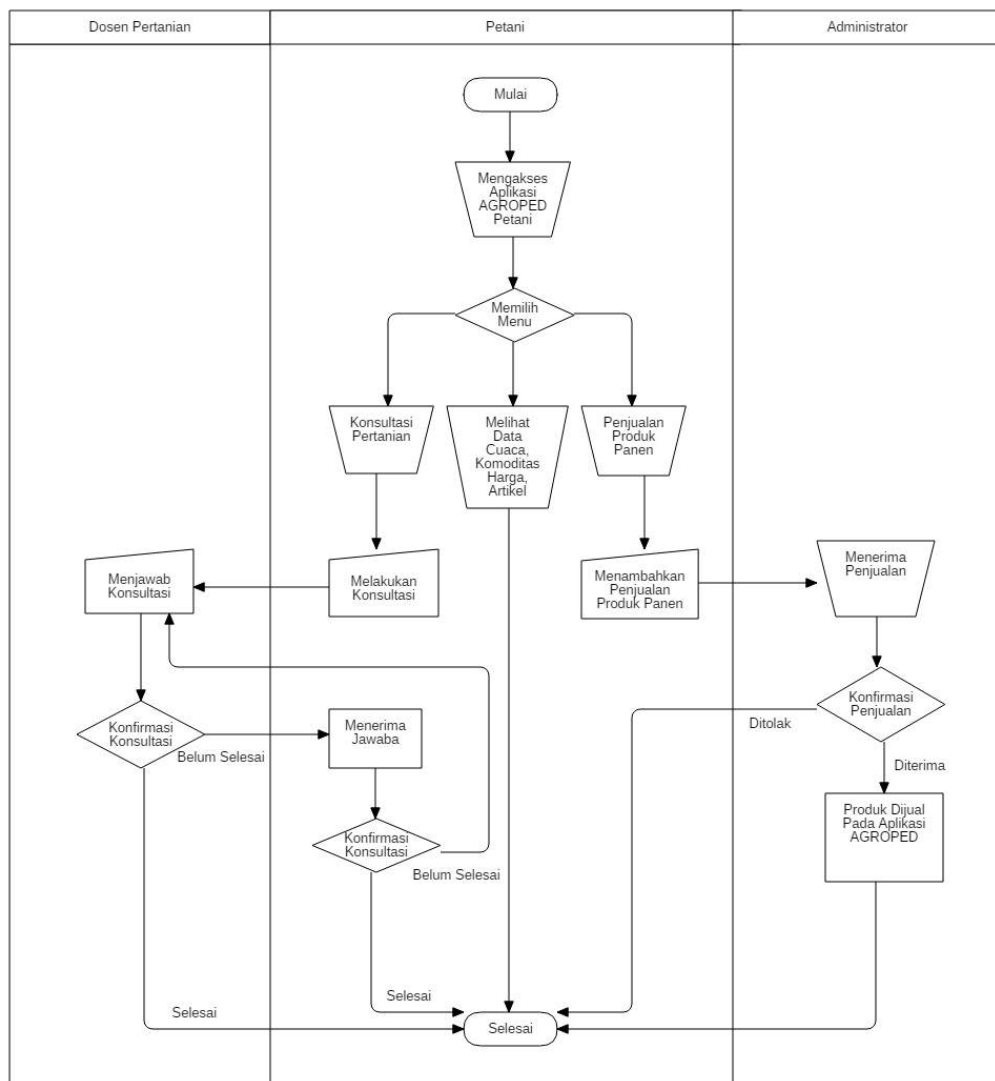 Dosen Pertanian
Petani
Administrator
Mulai
Mengakses
Aplikasi
AGROPED
Petani
Memilih
Menu
Konsultasi
Pertanian
Melihat
Data
Cuaca,
Komoditas
Harga,
Artikel
Penjualan
Produk
Panen
Menjawab
Konsultasi
Melakukan
Konsultasi
Menambahkan
Penjualan
Produk Panen
Menerima
Penjualan
Konfirmasi
Konsultasi
Belum Selesai
Menerima
Jawaba
Konfirmasi
Penjualan
Ditolak
Diterima
Konfirmasi
Konsultasi
Belum Selesai
Produk Dijual
Pada Aplikasi
AGROPED
Selesai
Selesai
Selesai